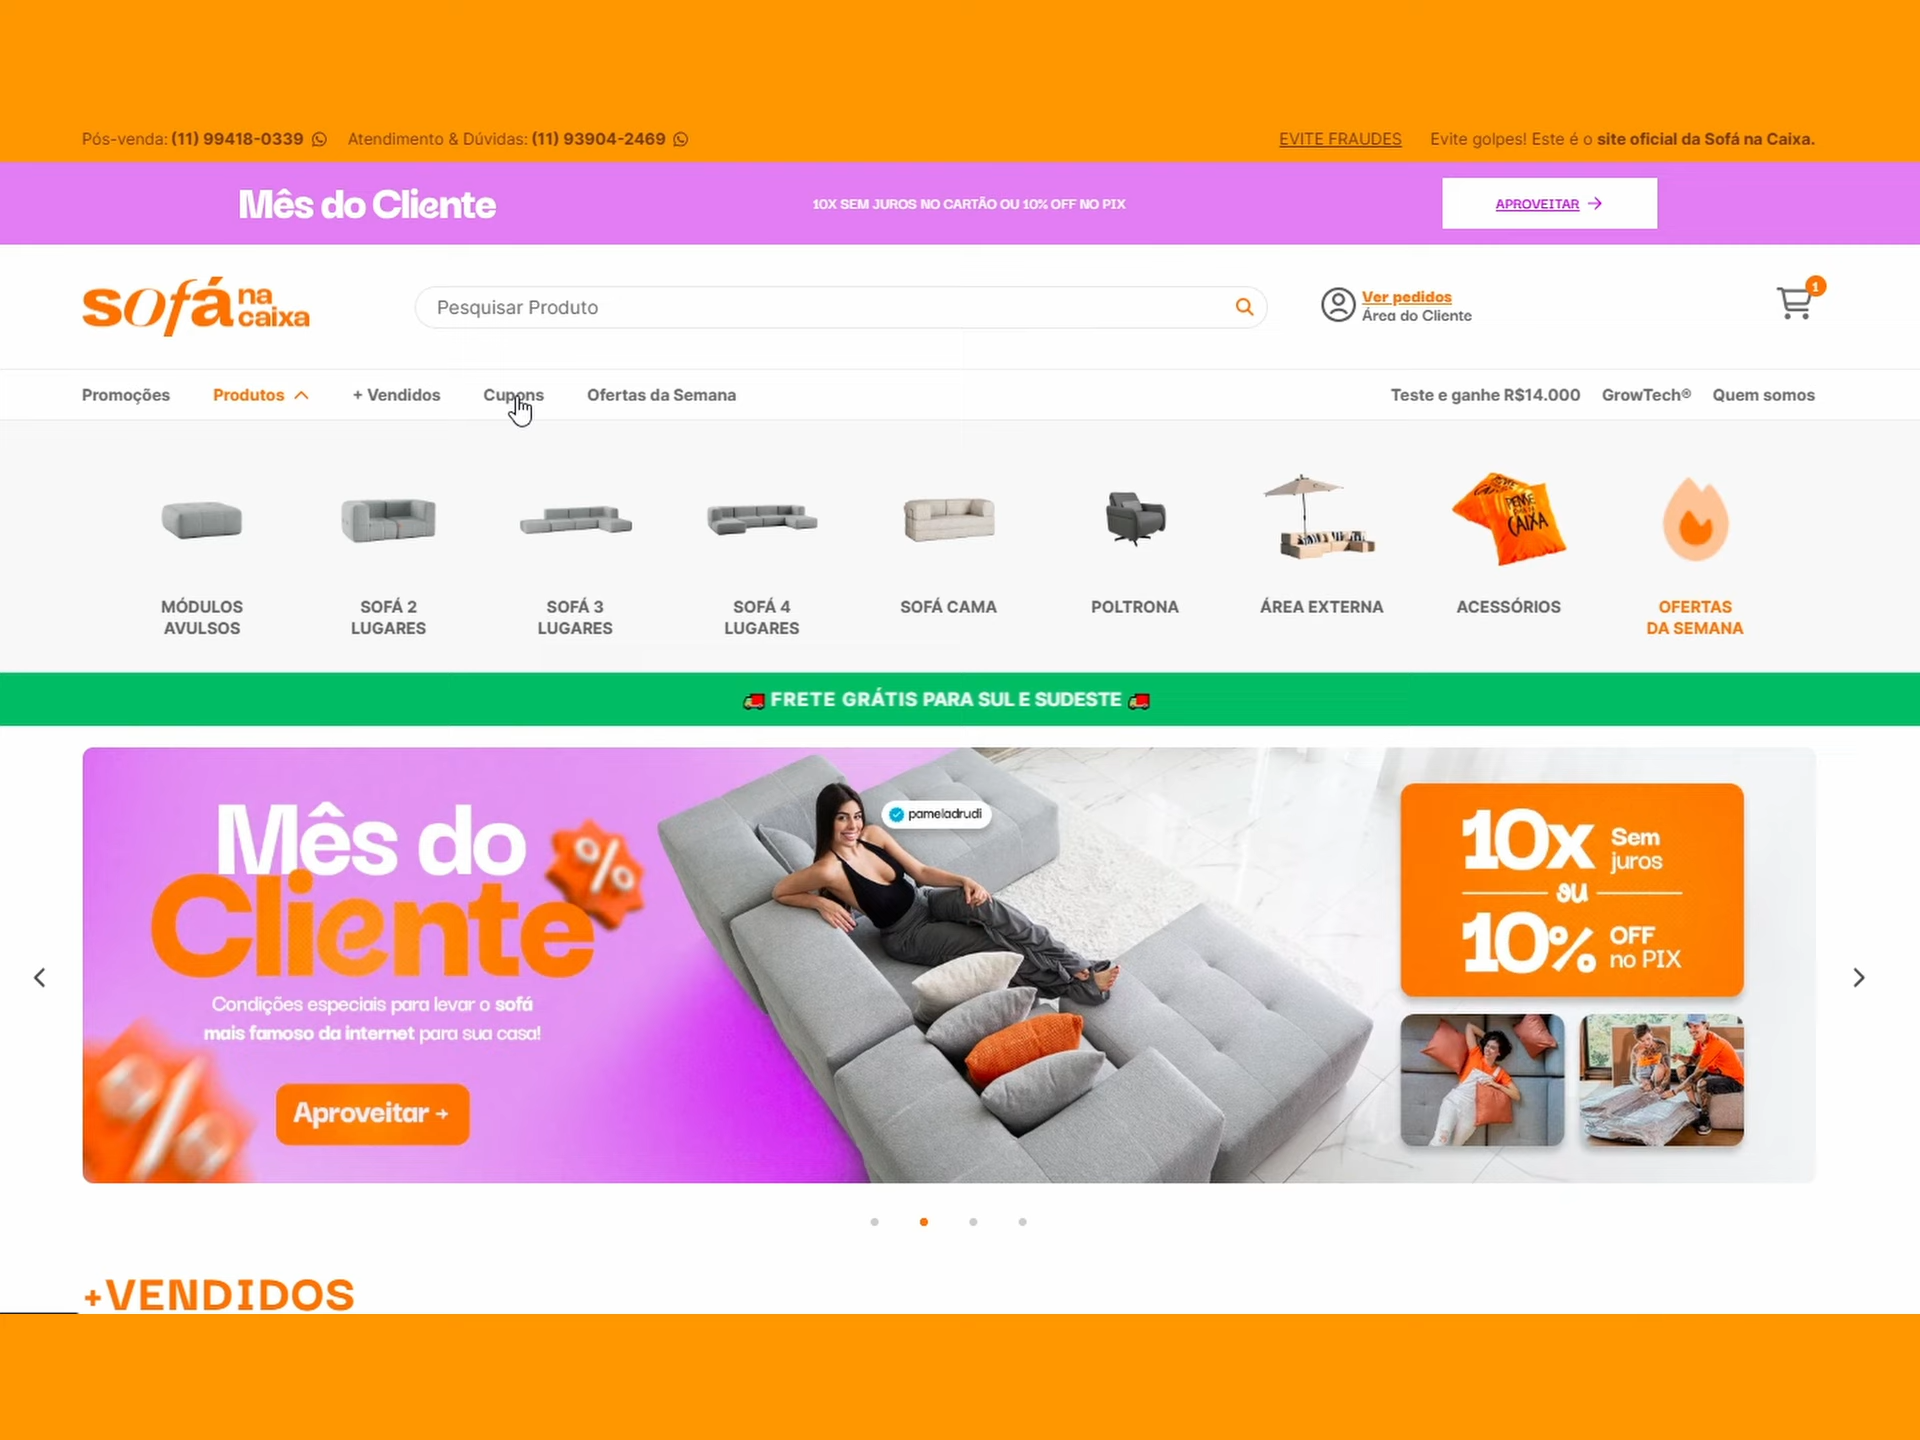 Pós-venda: (11) 99418-0339 Atendimento & Dúvidas: (11) 93904-2469 EVITE FRAUDES Evite golpes! Este é o site oficial da Sofá na Caixa.
Mês do Cliente 10X SEM JUROS NO CARTÃO OU 10% OFF NO PIX APROVEITAR →
sofá na caixa
Pesquisar Produto
Ver pedidos
Área do Cliente
1
Promoções Produtos + Vendidos Cupons Ofertas da Semana Teste e ganhe R$14.000 GrowTech® Quem somos
PENSE
CAIXA
MÓDULOS AVULSOS
SOFÁ 2 LUGARES
SOFÁ 3 LUGARES
SOFÁ 4 LUGARES
SOFÁ CAMA
POLTRONA
ÁREA EXTERNA
ACESSÓRIOS
OFERTAS DA SEMANA
🚚 FRETE GRÁTIS PARA SUL E SUDESTE 🚚
Mês do
Cliente
%
Condições especiais para levar o sofá
mais famoso da internet para sua casa!
%
Aproveitar →
pameladrudi
10x Sem juros
ou
10% OFF no PIX
+VENDIDOS